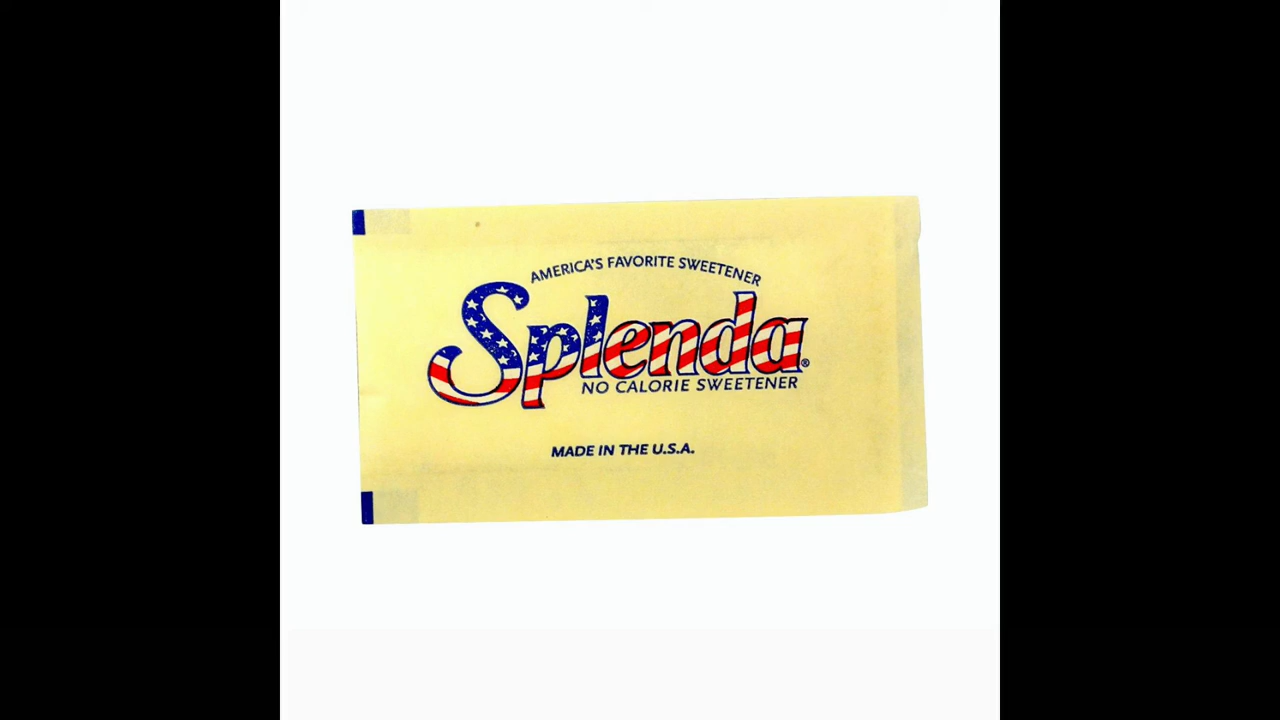 AMERICA'S FAVORITE SWEETENER
Splenda®
NO CALORIE SWEETENER
MADE IN THE U.S.A.